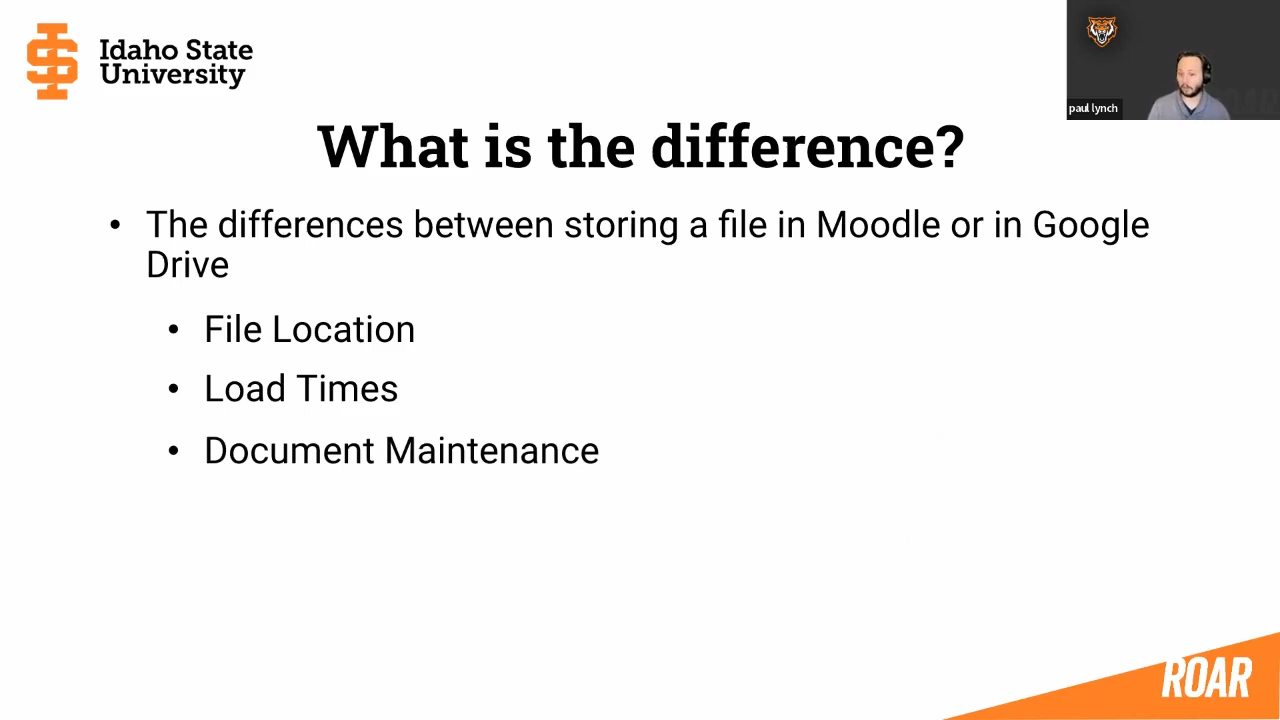 Idaho State
University
paul lynch
What is the difference?
• The differences between storing a file in Moodle or in Google
Drive
• File Location
• Load Times
• Document Maintenance
ROAR